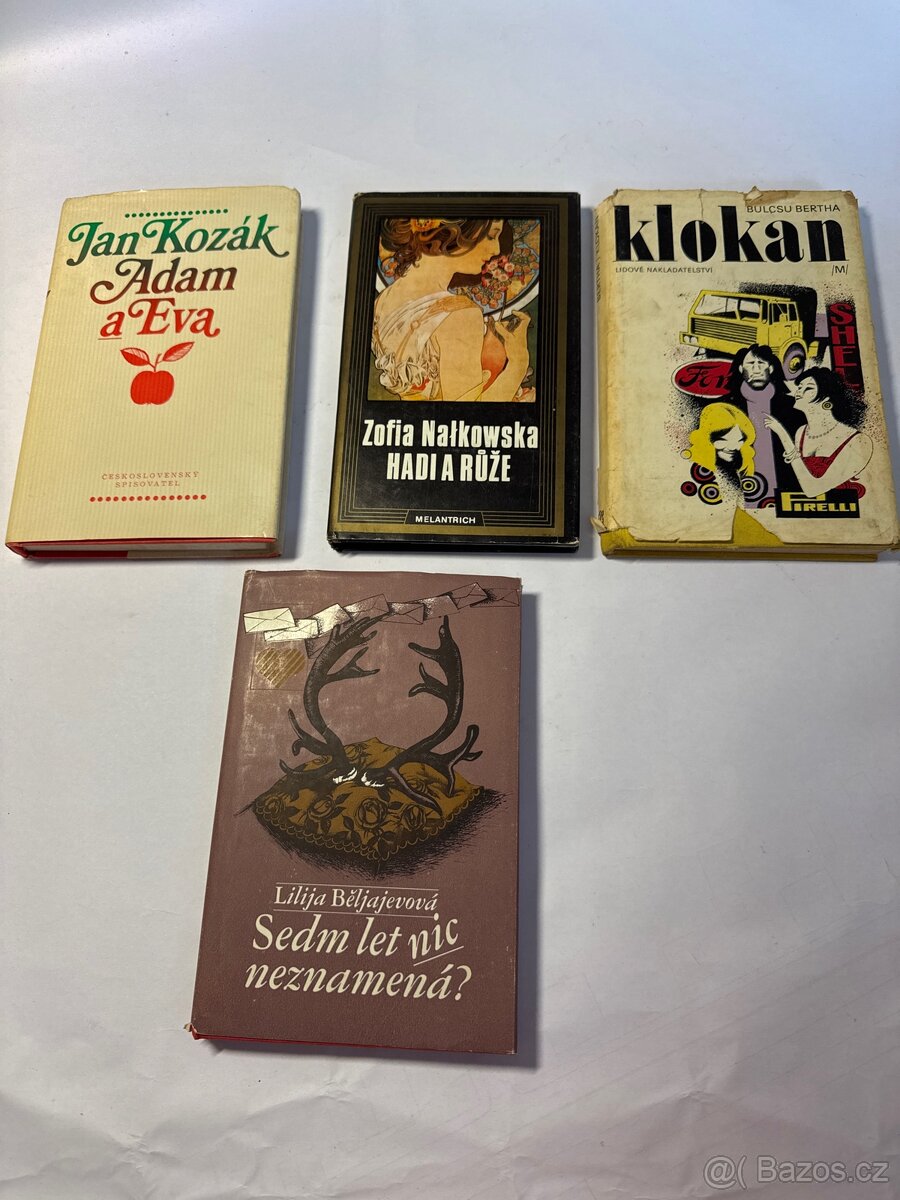 Jan Kozák
Adam
a Eva
ČESKOSLOVENSKÝ
SPISOVATEL
Zofia Nałkowska
HADI A RŮŽE
MELANTRICH
BULCSU BERTHA
klokan
LIDOVÉ NAKLADATELSTVÍ
/M/
SHEL
PIRELLI
Lilija Běljajevová
Sedm let nic
neznamená?
@( Bazos.cz